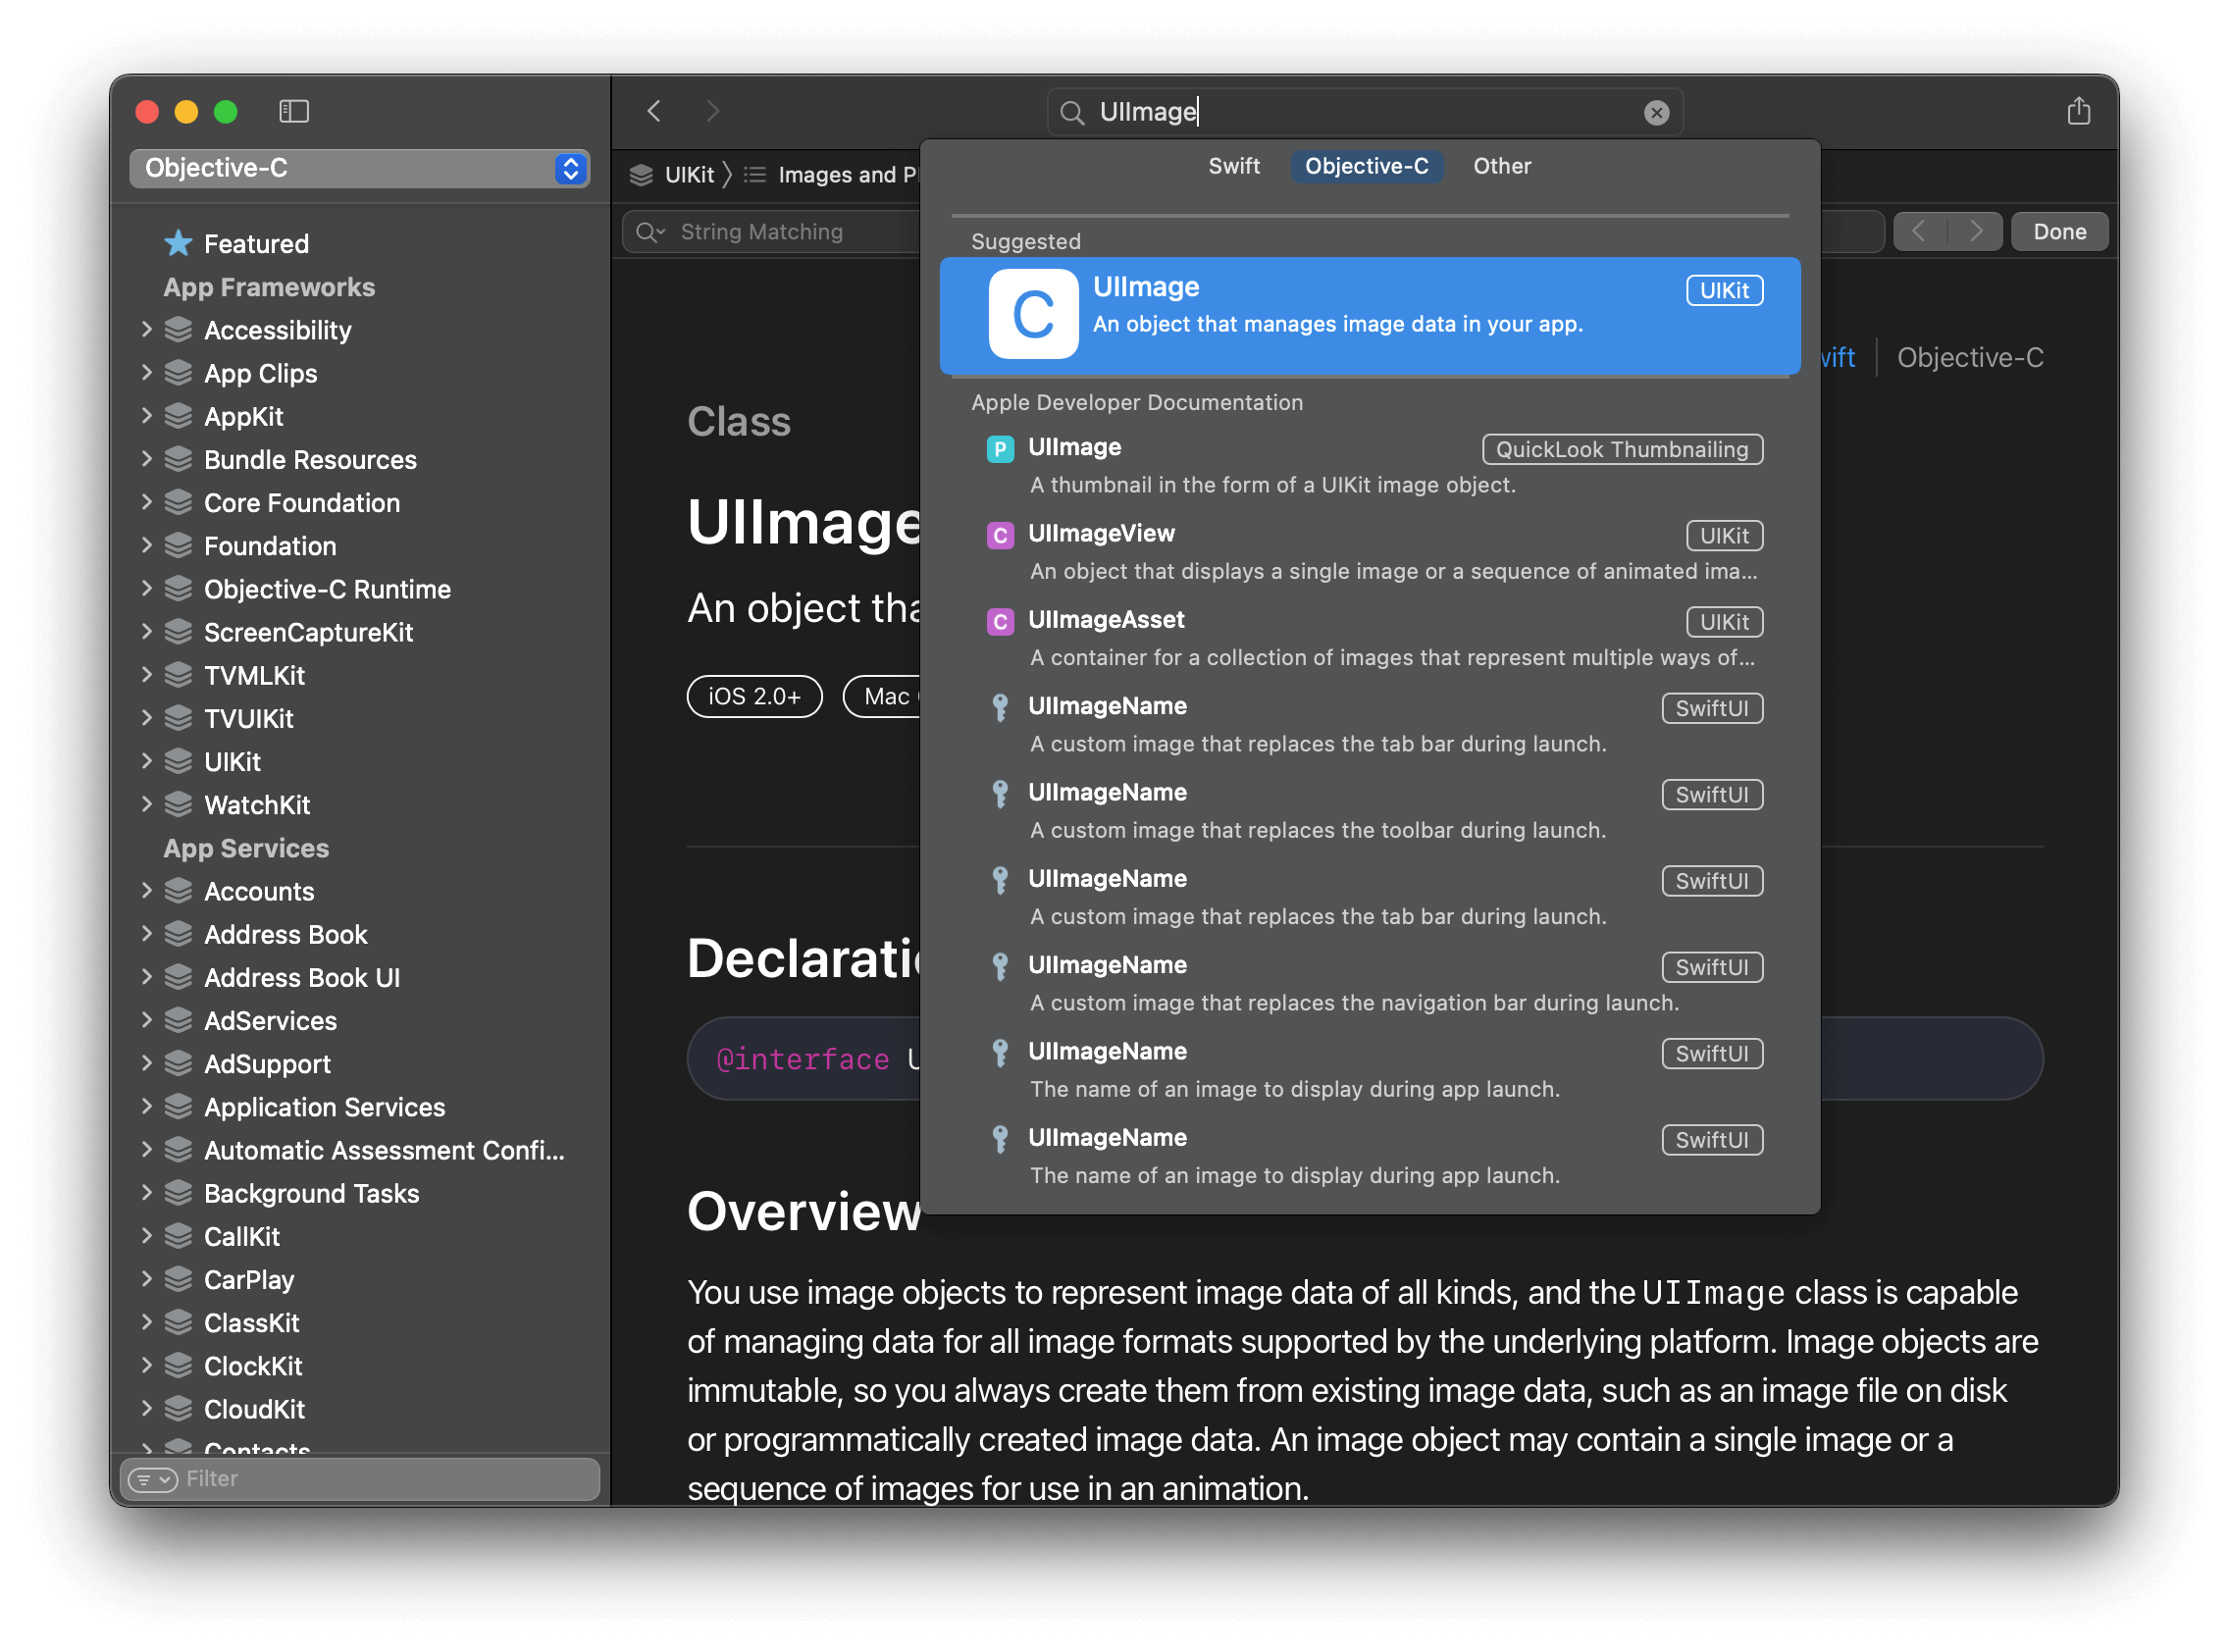 UIImage
Objective-C
Featured
App Frameworks
Accessibility
App Clips
AppKit
Bundle Resources
Core Foundation
Foundation
Objective-C Runtime
ScreenCaptureKit
TVMLKit
TVUIKit
UIKit
WatchKit
App Services
Accounts
Address Book
Address Book UI
AdServices
AdSupport
Application Services
Automatic Assessment Confi...
Background Tasks
CallKit
CarPlay
ClassKit
ClockKit
CloudKit
Contacts
Filter
UIKit
Images and P
String Matching
Done
Swift
Objective-C
Other
Suggested
C
UIImage
UIKit
An object that manages image data in your app.
Apple Developer Documentation
P
UIImage
QuickLook Thumbnailing
A thumbnail in the form of a UIKit image object.
C
UIImageView
UIKit
An object that displays a single image or a sequence of animated ima...
C
UIImageAsset
UIKit
A container for a collection of images that represent multiple ways of...
UIImageName
SwiftUI
A custom image that replaces the tab bar during launch.
UIImageName
SwiftUI
A custom image that replaces the toolbar during launch.
UIImageName
SwiftUI
A custom image that replaces the tab bar during launch.
UIImageName
SwiftUI
A custom image that replaces the navigation bar during launch.
UIImageName
SwiftUI
The name of an image to display during app launch.
UIImageName
SwiftUI
The name of an image to display during app launch.
wift
Objective-C
Class
UIImage
An object tha
iOS 2.0+
Mac
Declarati
@interface U
Overview
You use image objects to represent image data of all kinds, and the UIImage class is capable
of managing data for all image formats supported by the underlying platform. Image objects are
immutable, so you always create them from existing image data, such as an image file on disk
or programmatically created image data. An image object may contain a single image or a
sequence of images for use in an animation.